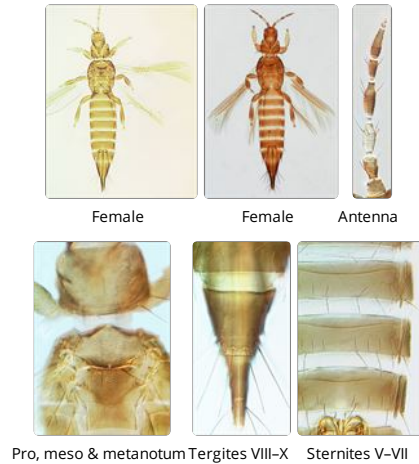 Female Female Antenna
Pro, meso & metanotum Tergites VIII–X Sternites V–VII